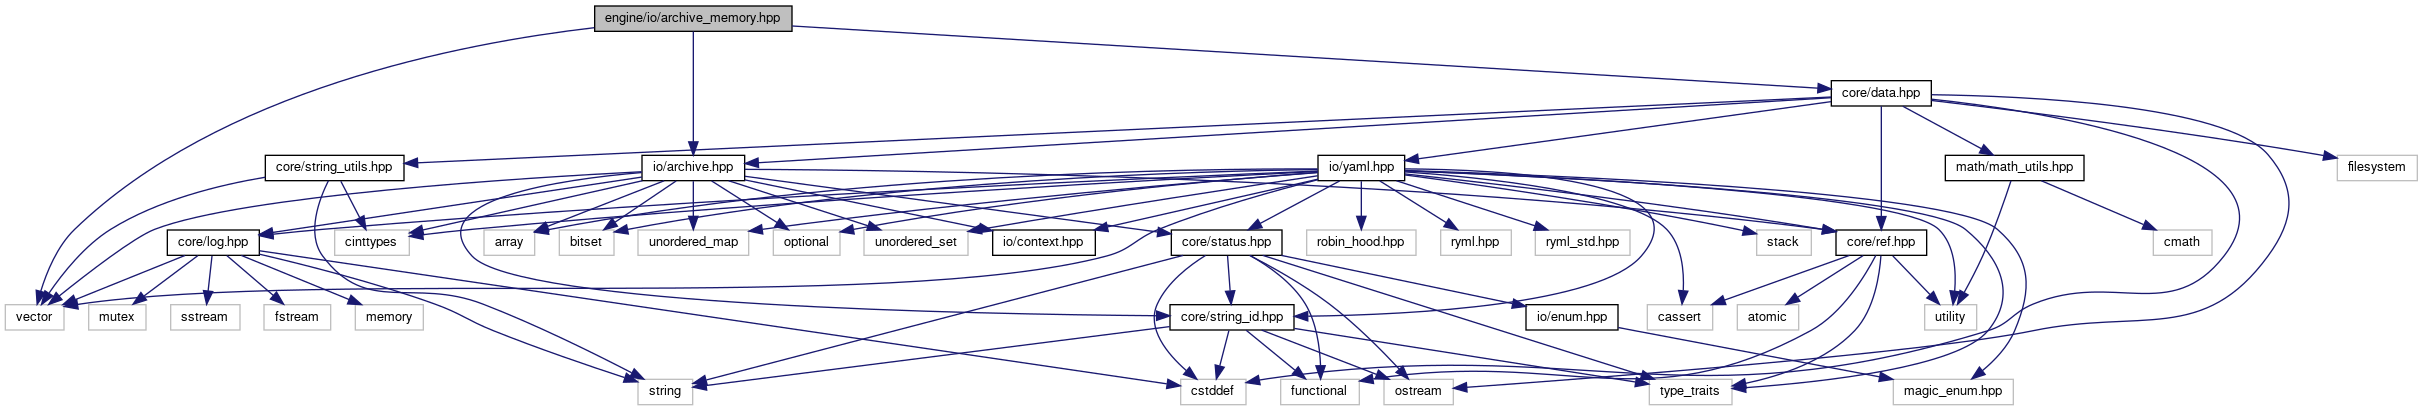 engine/io/archive_memory.hpp
core/data.hpp
core/string_utils.hpp
io/archive.hpp
io/yaml.hpp
math/math_utils.hpp
filesystem
core/log.hpp
cinttypes
array
bitset
unordered_map
optional
unordered_set
io/context.hpp
core/status.hpp
robin_hood.hpp
ryml.hpp
ryml_std.hpp
stack
core/ref.hpp
cmath
vector
mutex
sstream
fstream
memory
core/string_id.hpp
io/enum.hpp
cassert
atomic
utility
string
cstddef
functional
ostream
type_traits
magic_enum.hpp